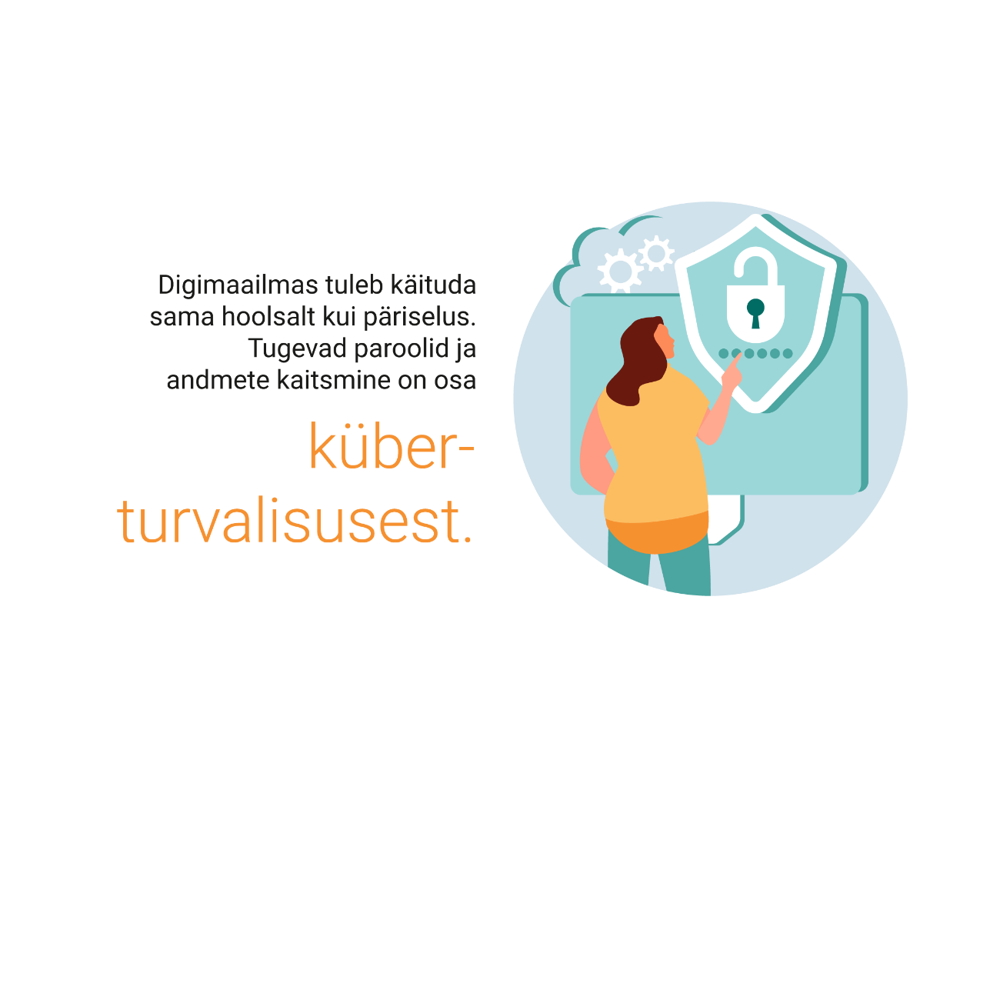 Digimaailmas tuleb käituda
sama hoolsalt kui päriselus.
Tugevad paroolid ja
andmete kaitsmine on osa
küber-
turvalisusest.